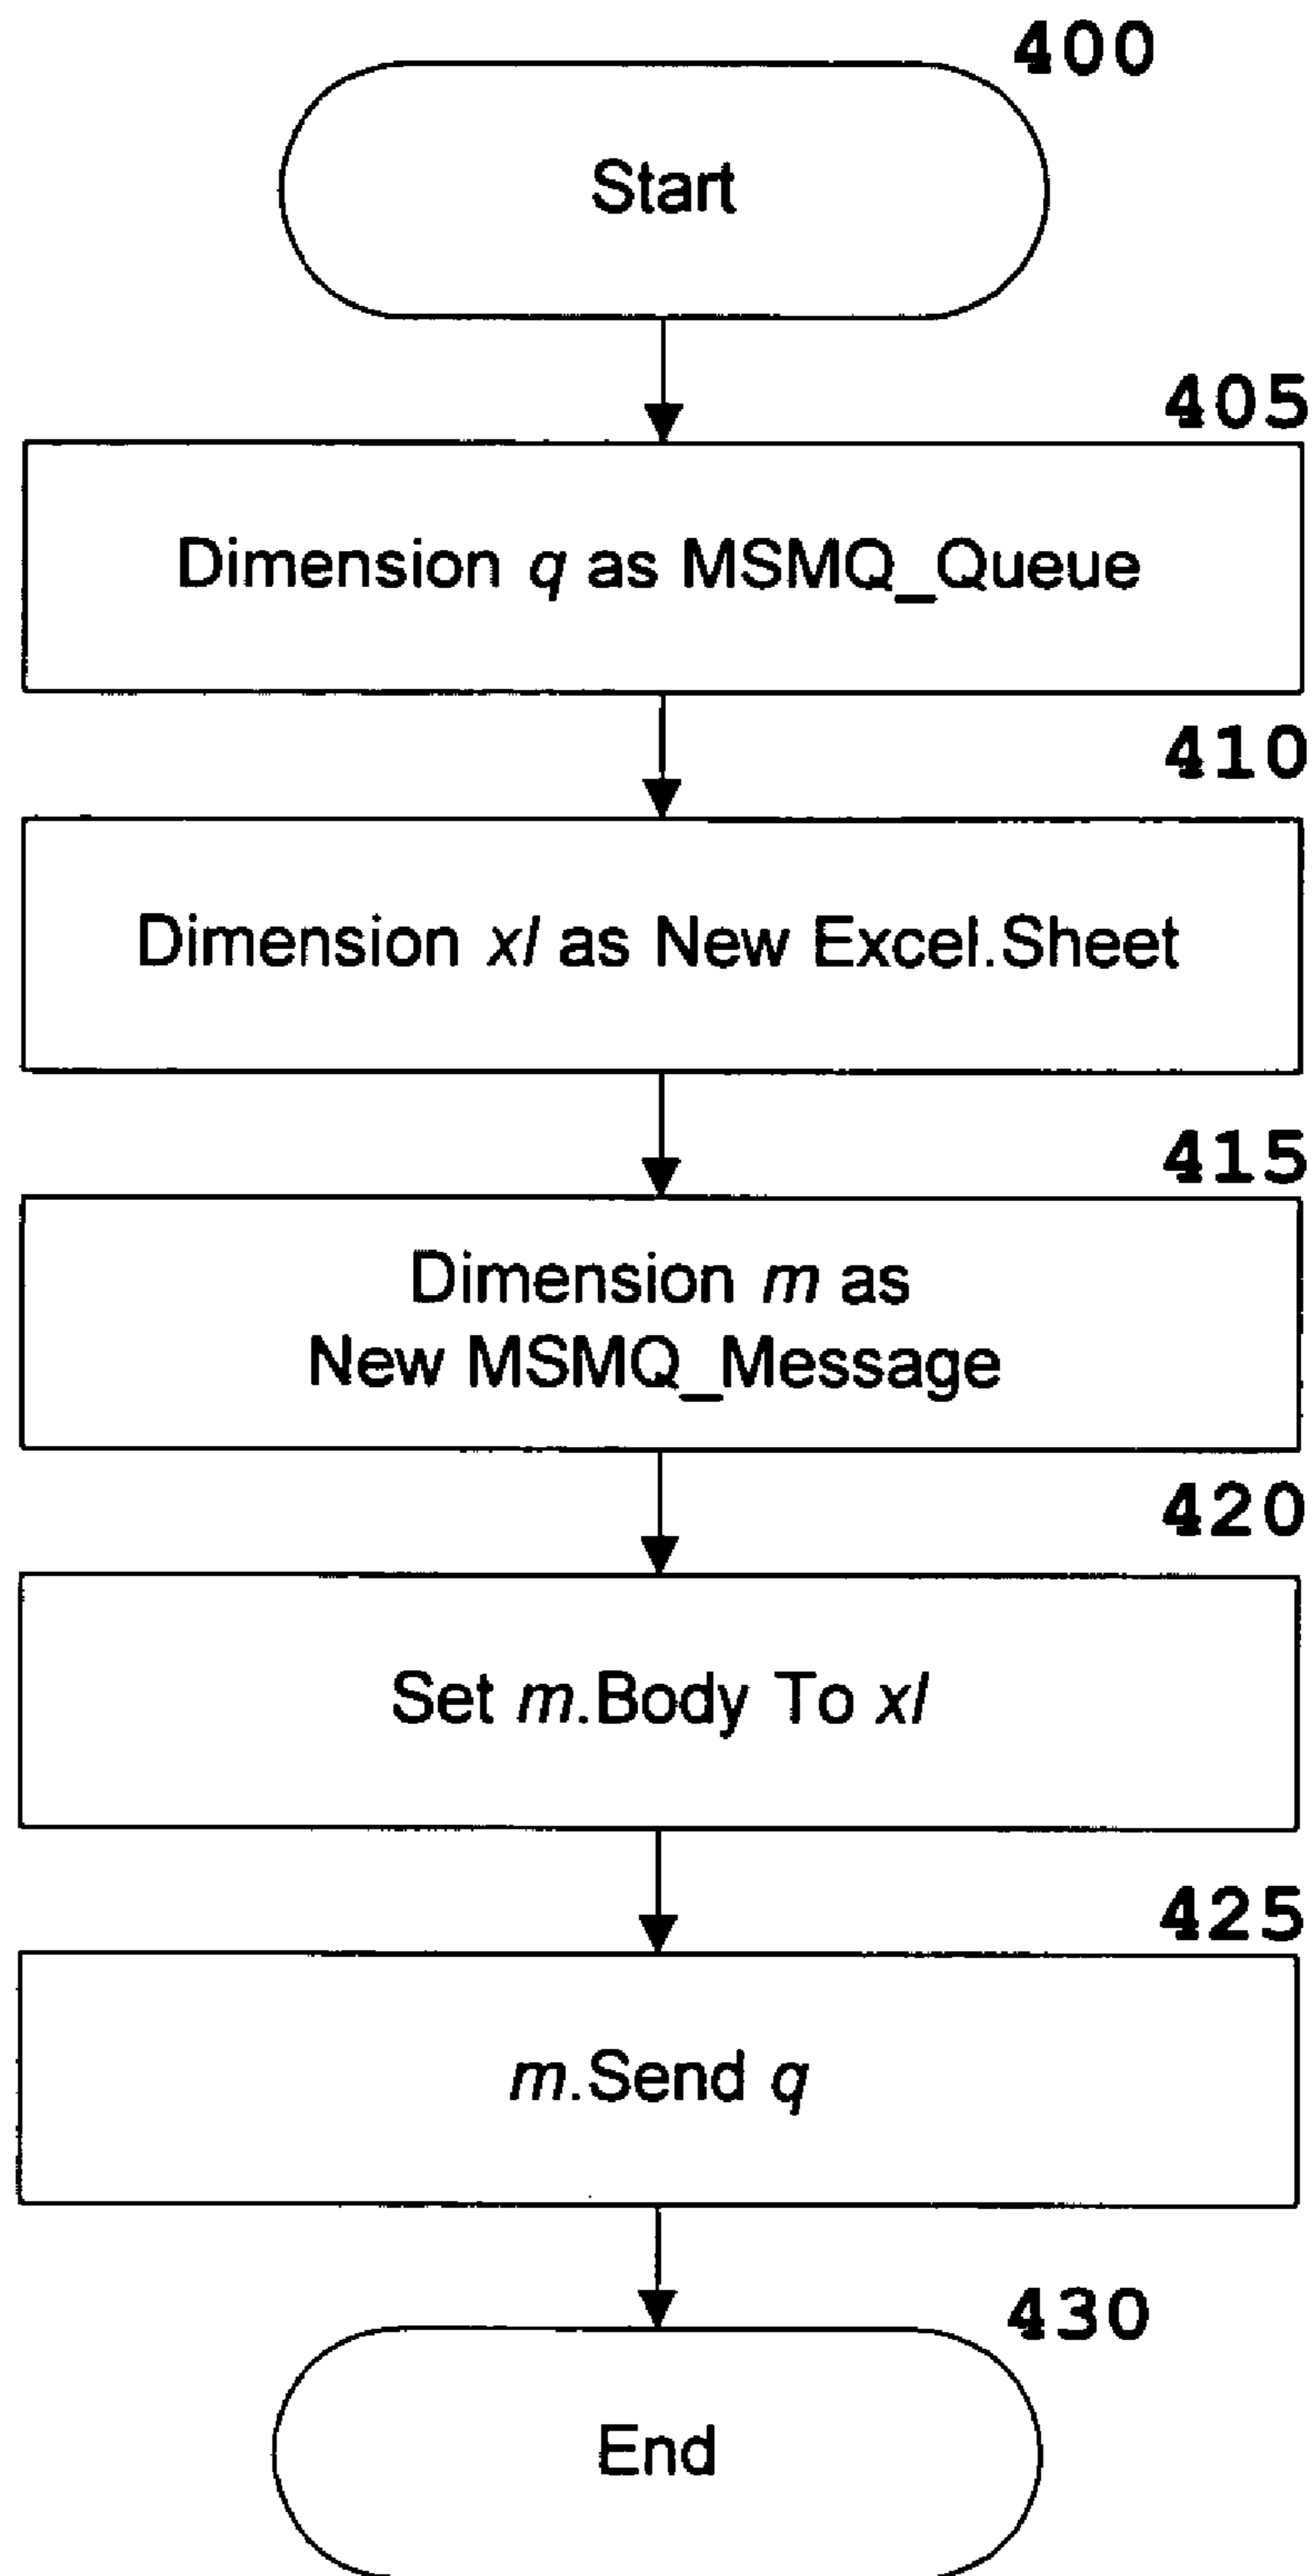 400
Start
405
Dimension q as MSMQ_Queue
410
Dimension xl as New Excel.Sheet
415
Dimension m as
New MSMQ_Message
420
Set m.Body To xl
425
m.Send q
430
End